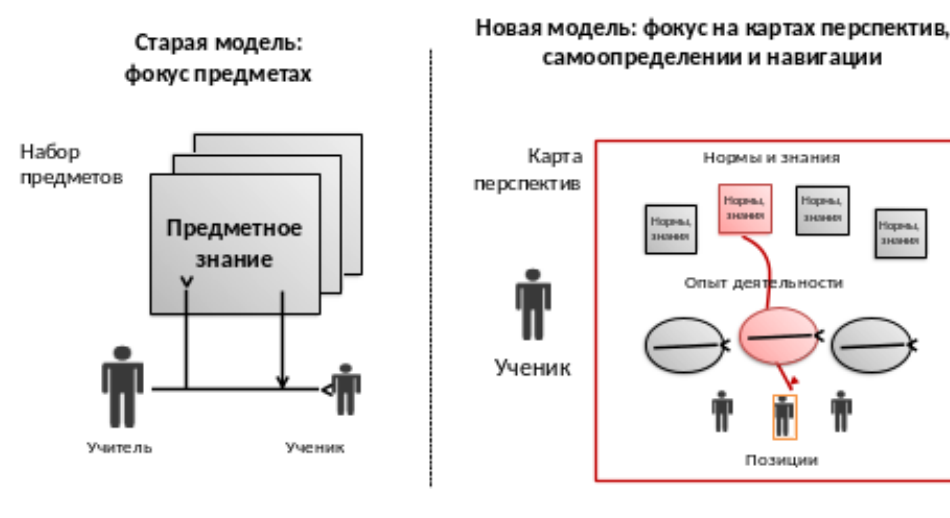 Старая модель:
фокус предметах
Набор
предметов
Предметное
знание
Учитель
Ученик
Новая модель: фокус на картах перспектив,
самоопределении и навигации
Карта
перспектив
Ученик
Нормы и знания
Нормы,
знания
Нормы,
знания
Нормы,
знания
Нормы,
знания
Опыт деятельности
Позиции